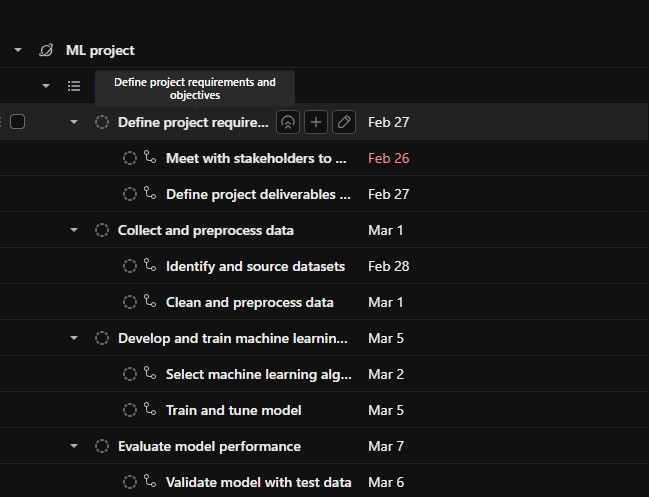 ML project
Define project requirements and
objectives
Define project require... Feb 27
Meet with stakeholders to ... Feb 26
Define project deliverables ... Feb 27
Collect and preprocess data Mar 1
Identify and source datasets Feb 28
Clean and preprocess data Mar 1
Develop and train machine learnin... Mar 5
Select machine learning alg... Mar 2
Train and tune model Mar 5
Evaluate model performance Mar 7
Validate model with test data Mar 6